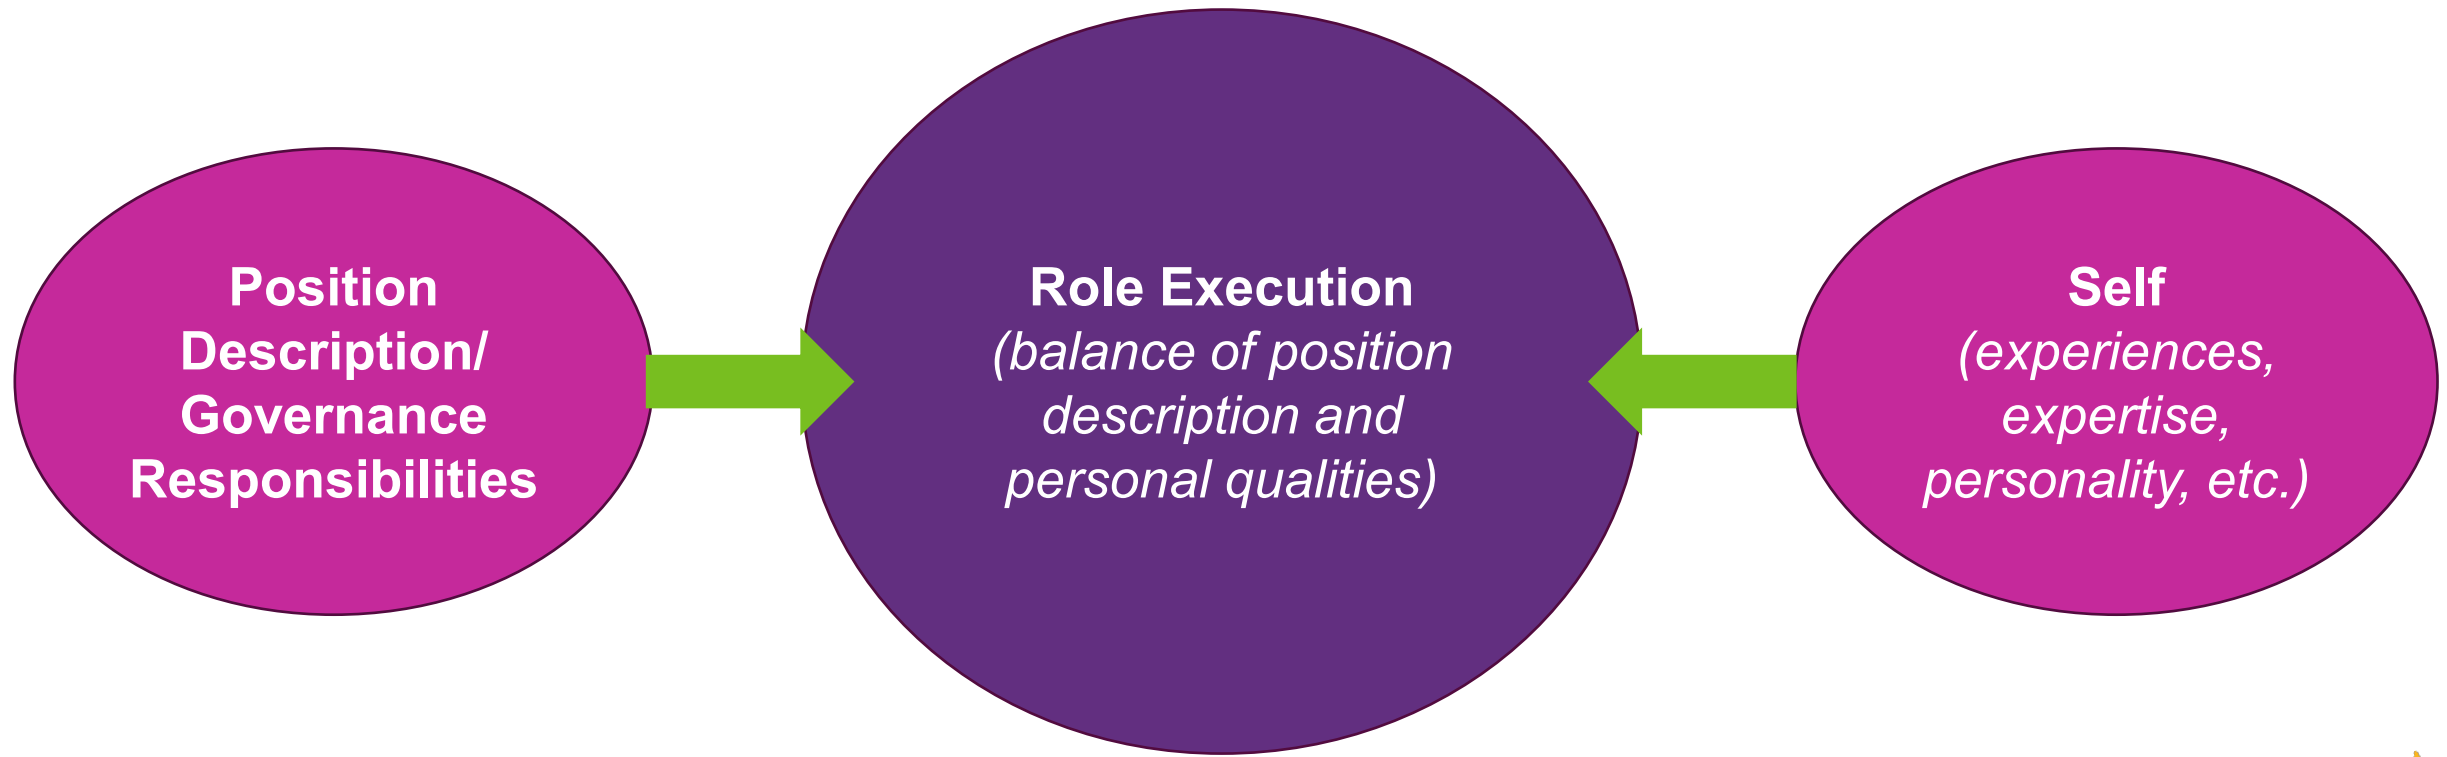 Position
Description/
Governance
Responsibilities
Role Execution
(balance of position
description and
personal qualities)
Self
(experiences,
expertise,
personality, etc.)